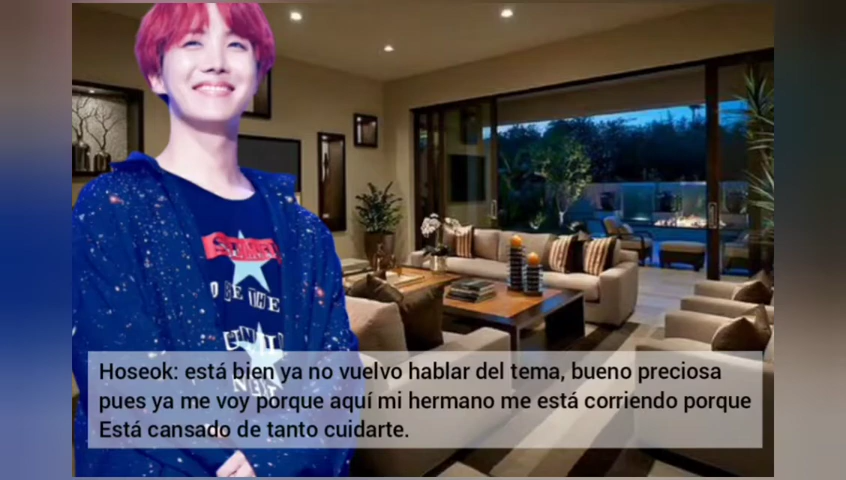 Hoseok: está bien ya no vuelvo hablar del tema, bueno preciosa
pues ya me voy porque aquí mi hermano me está corriendo porque
Está cansado de tanto cuidarte.